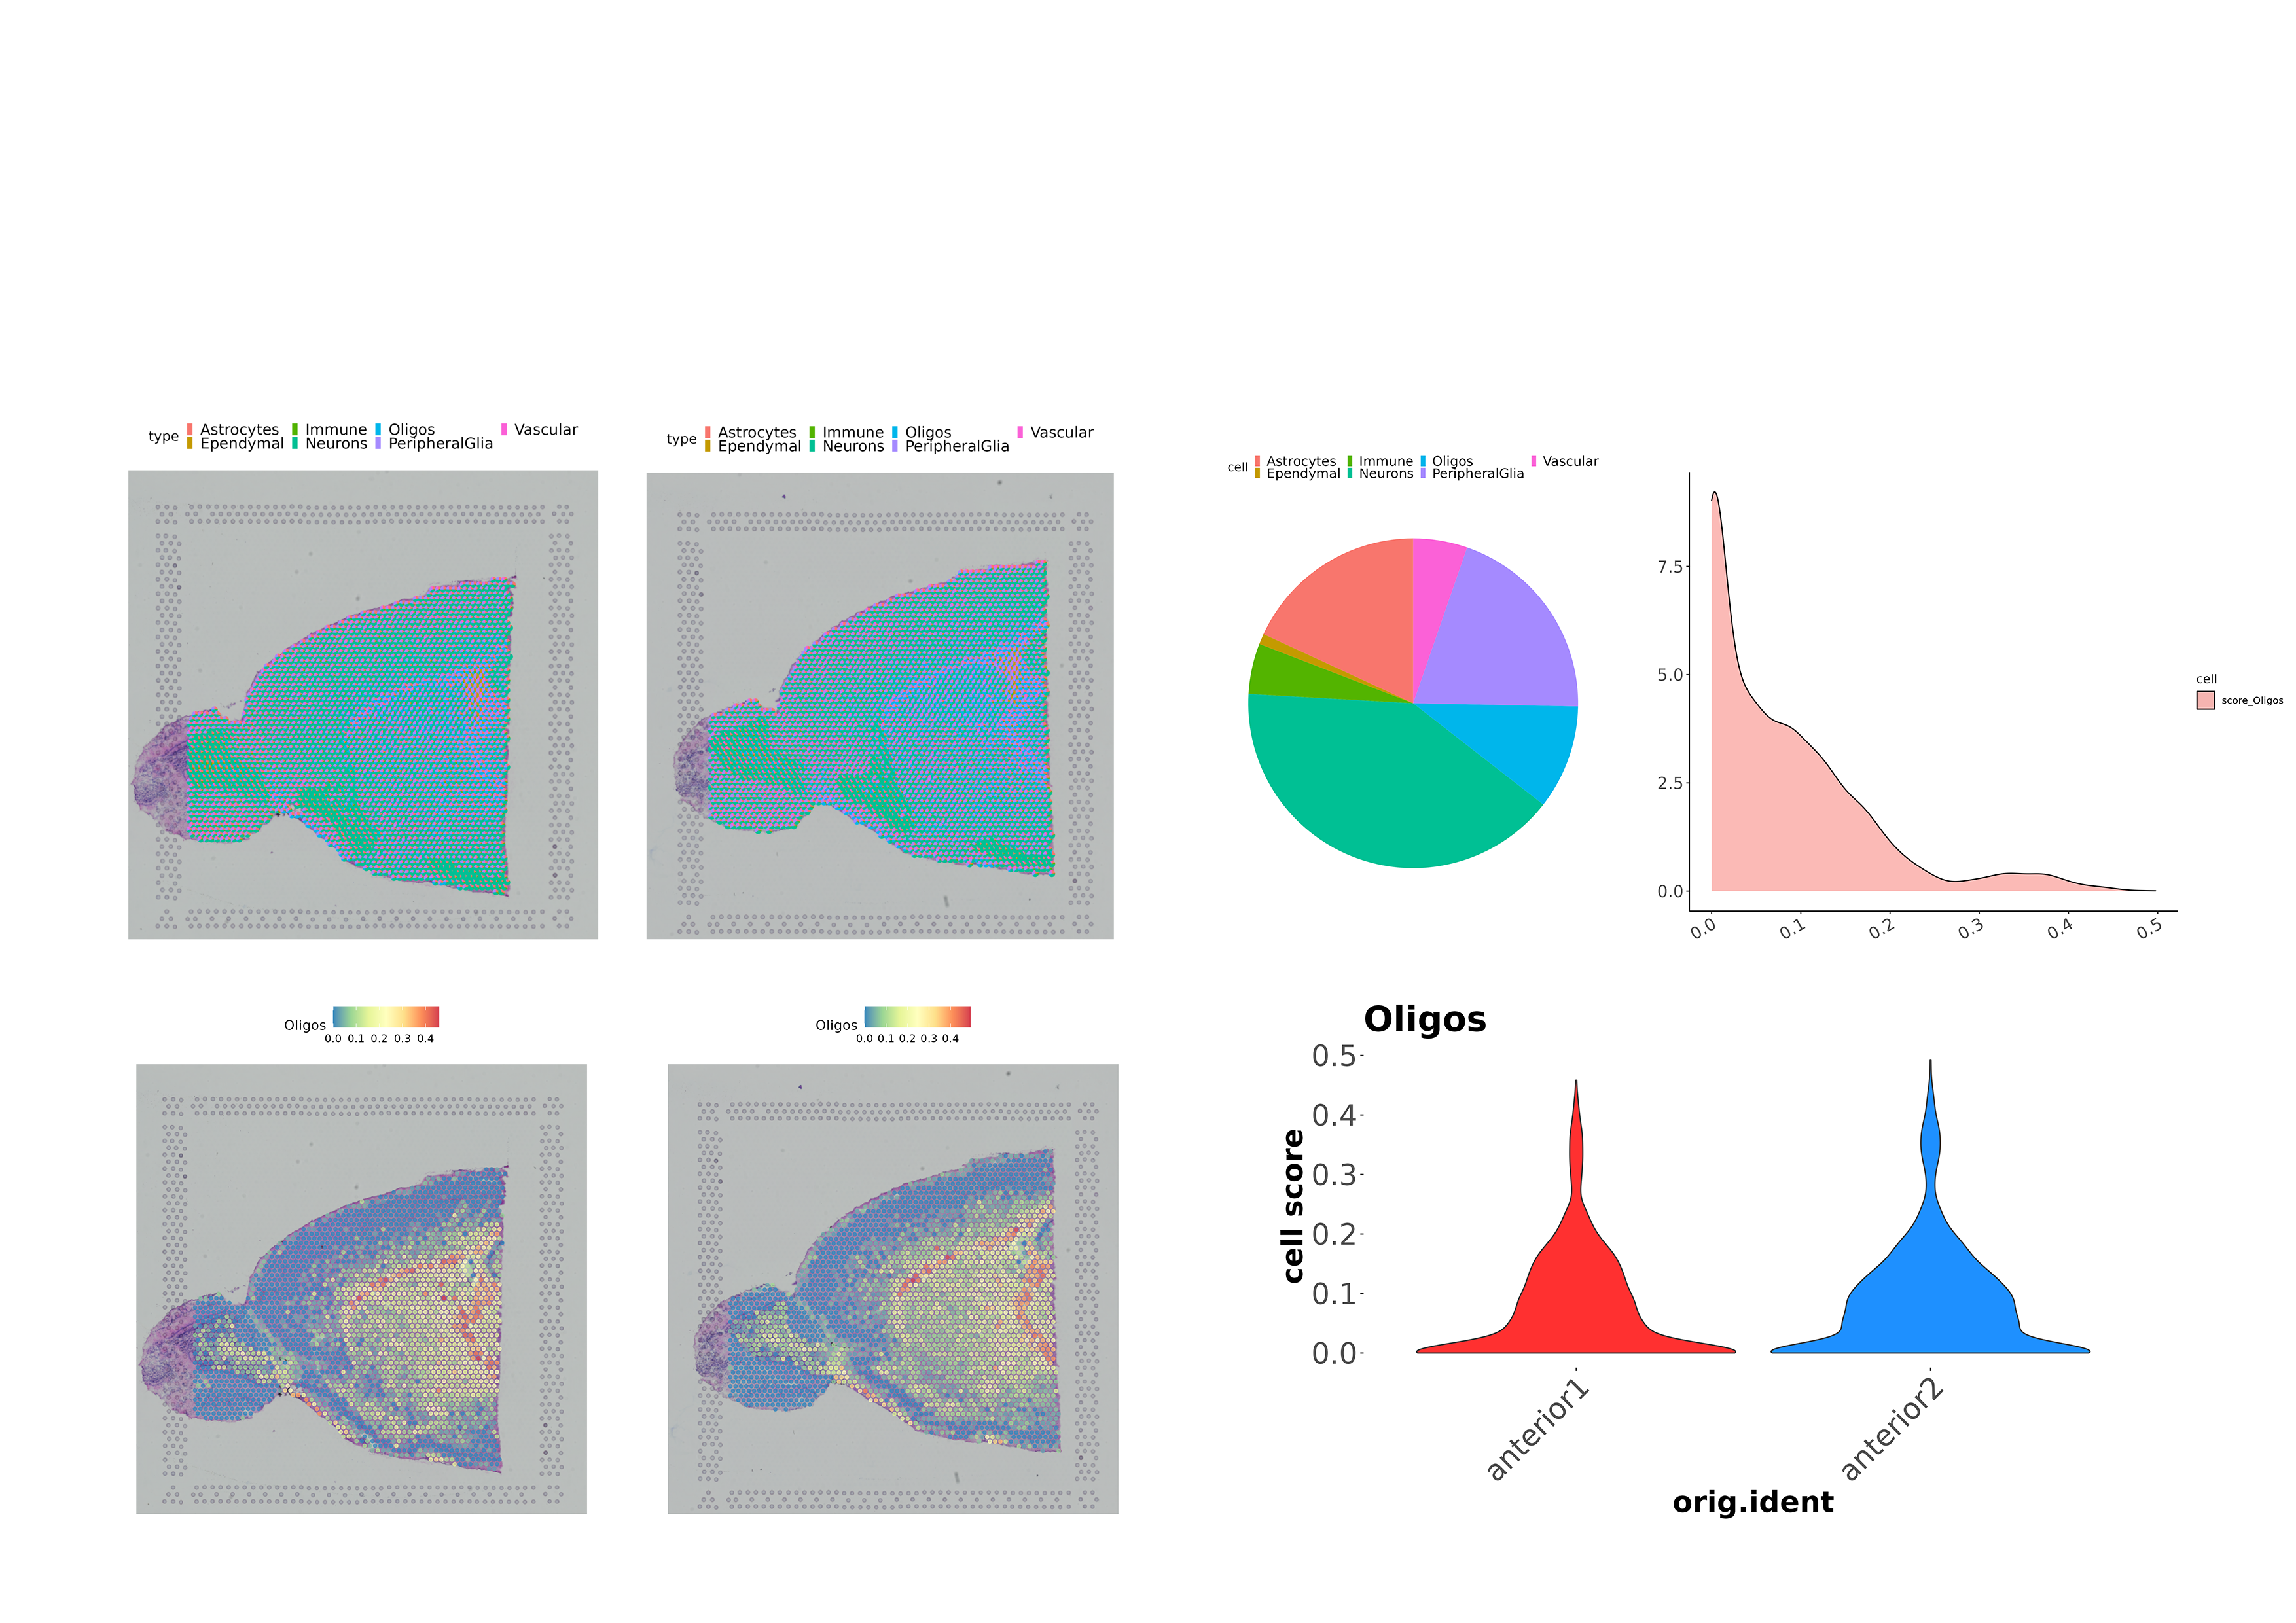 type Astrocytes Immune Oligos Vascular
Ependymal Neurons PeripheralGlia
type Astrocytes Immune Oligos Vascular
Ependymal Neurons PeripheralGlia
cell Astrocytes Immune Oligos Vascular
Ependymal Neurons PeripheralGlia
7.5
5.0
2.5
0.0
0.0 0.1 0.2 0.3 0.4 0.5
cell
score_Oligos
Oligos
0.0 0.1 0.2 0.3 0.4
Oligos
0.0 0.1 0.2 0.3 0.4
Oligos
cell score
0.5
0.4
0.3
0.2
0.1
0.0
anterior1 anterior2
orig.ident